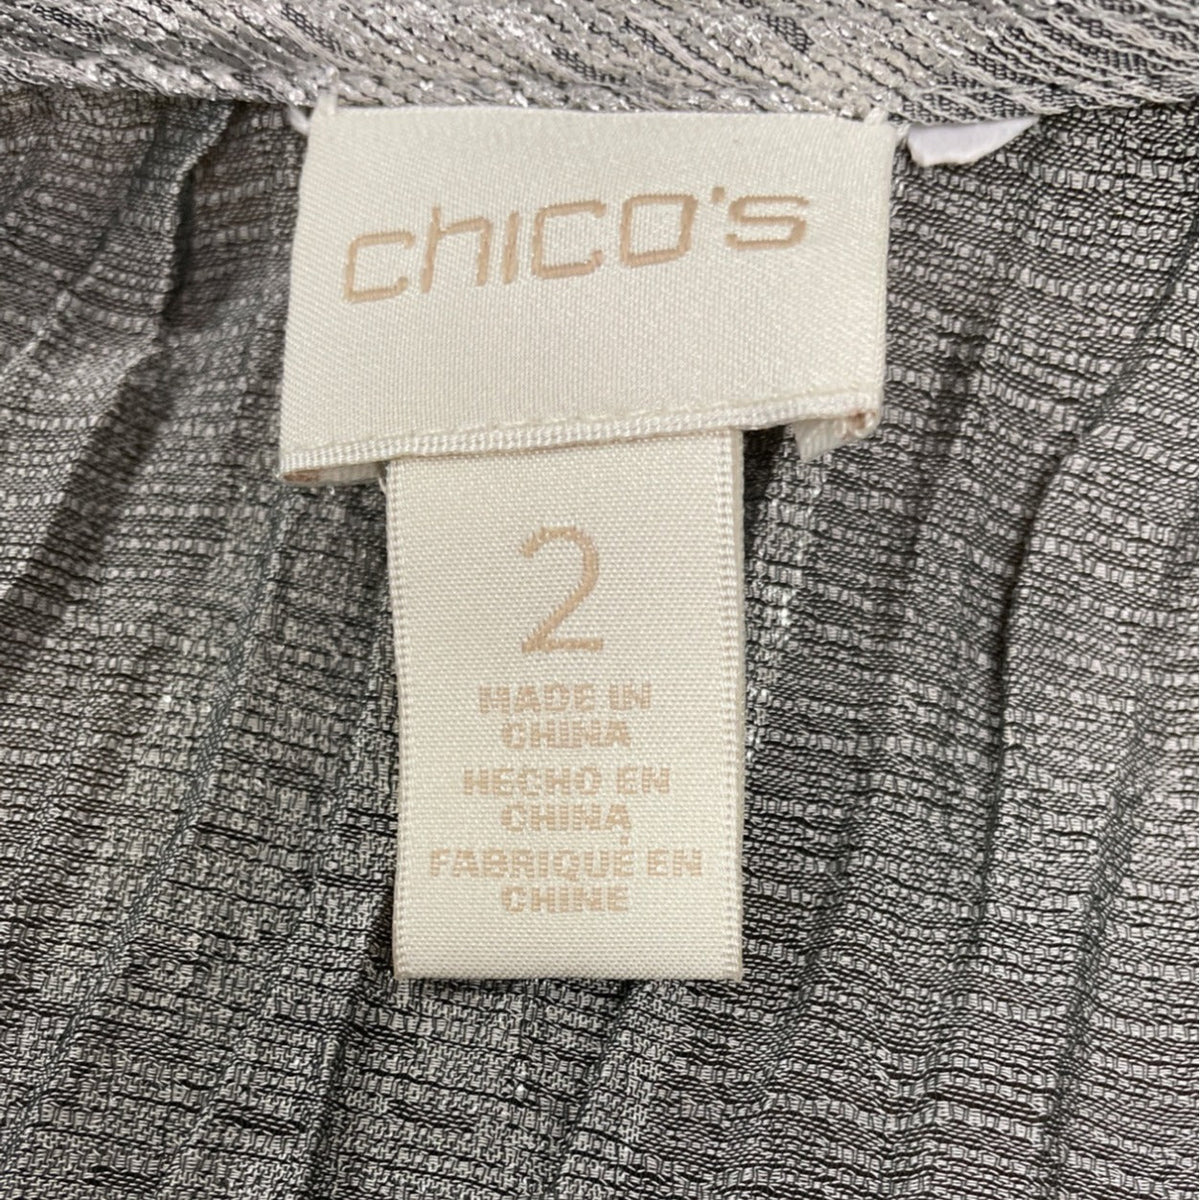 chico's
2
MADE IN
CHINA
HECHO EN
CHINA
FABRIQUÉ EN
CHINE